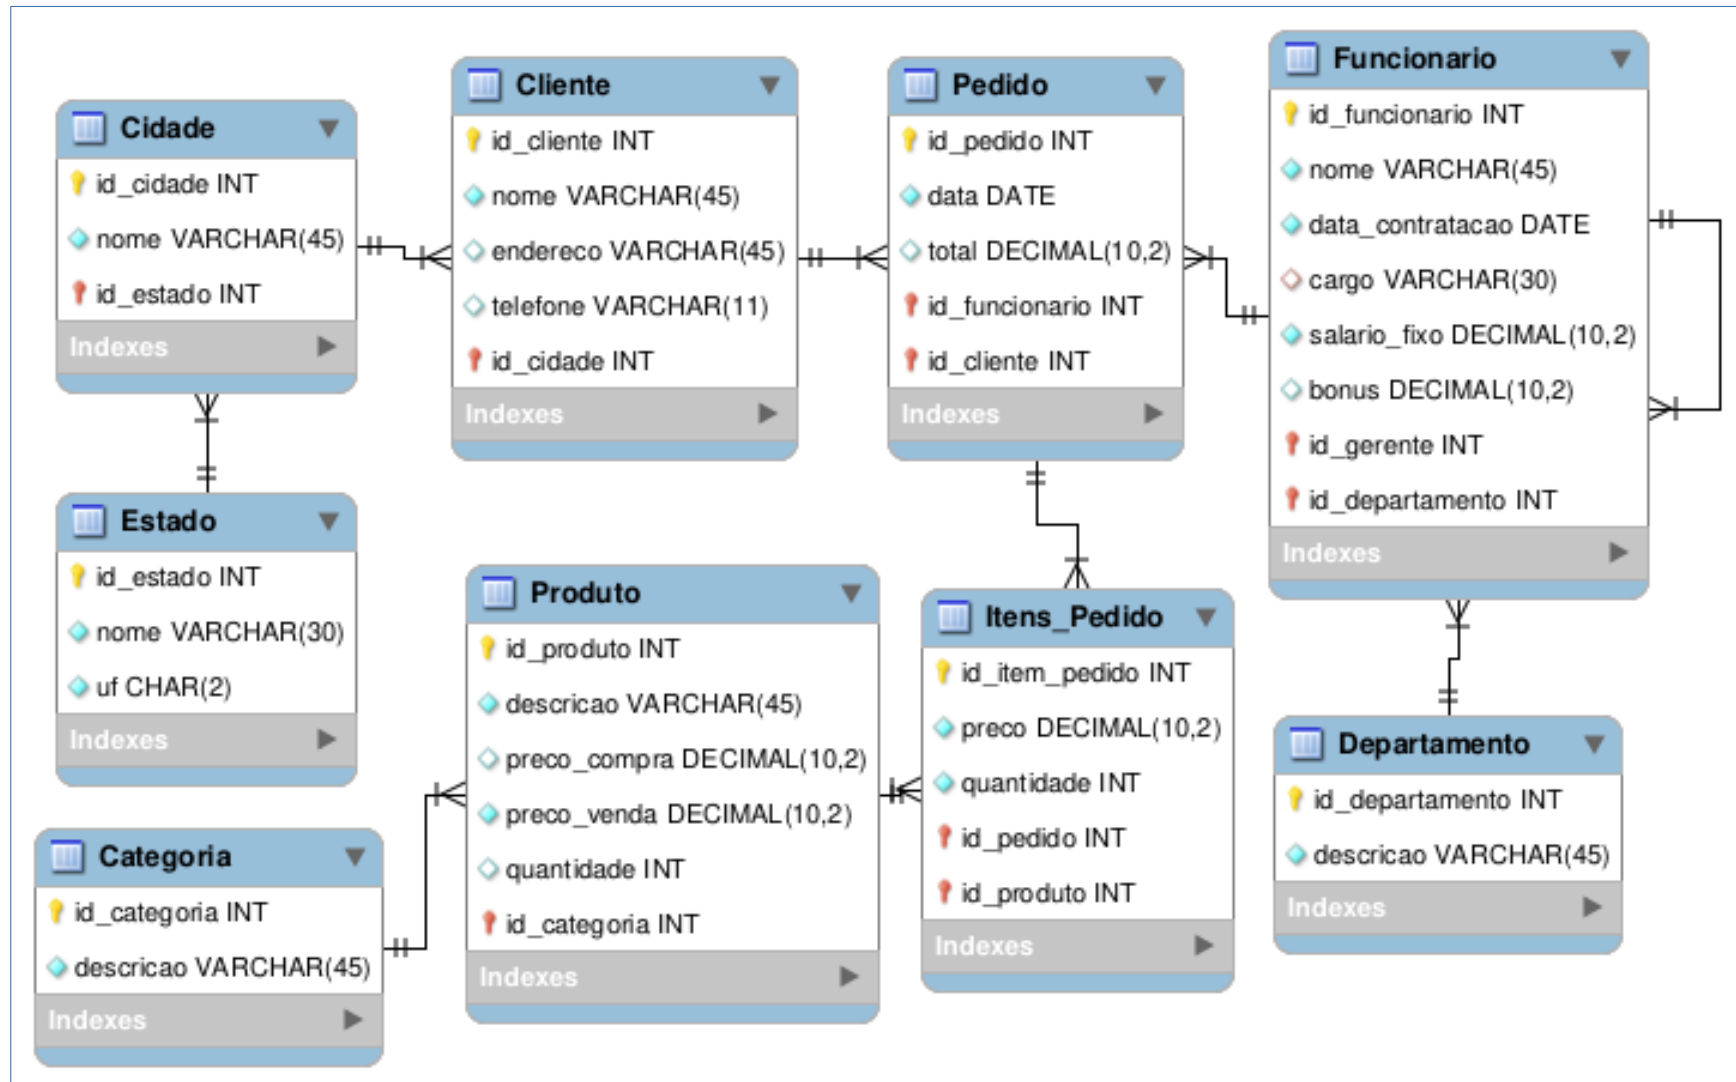 Cidade
id_cidade INT
nome VARCHAR(45)
id_estado INT
Indexes
Cliente
id_cliente INT
nome VARCHAR(45)
endereco VARCHAR(45)
telefone VARCHAR(11)
id_cidade INT
Indexes
Pedido
id_pedido INT
data DATE
total DECIMAL(10,2)
id_funcionario INT
id_cliente INT
Indexes
Funcionario
id_funcionario INT
nome VARCHAR(45)
data_contratacao DATE
cargo VARCHAR(30)
salario_fixo DECIMAL(10,2)
bonus DECIMAL(10,2)
id_gerente INT
id_departamento INT
Indexes
Estado
id_estado INT
nome VARCHAR(30)
uf CHAR(2)
Indexes
Produto
id_produto INT
descricao VARCHAR(45)
preco_compra DECIMAL(10,2)
preco_venda DECIMAL(10,2)
quantidade INT
id_categoria INT
Indexes
Itens_Pedido
id_item_pedido INT
preco DECIMAL(10,2)
quantidade INT
id_pedido INT
id_produto INT
Indexes
Departamento
id_departamento INT
descricao VARCHAR(45)
Indexes
Categoria
id_categoria INT
descricao VARCHAR(45)
Indexes